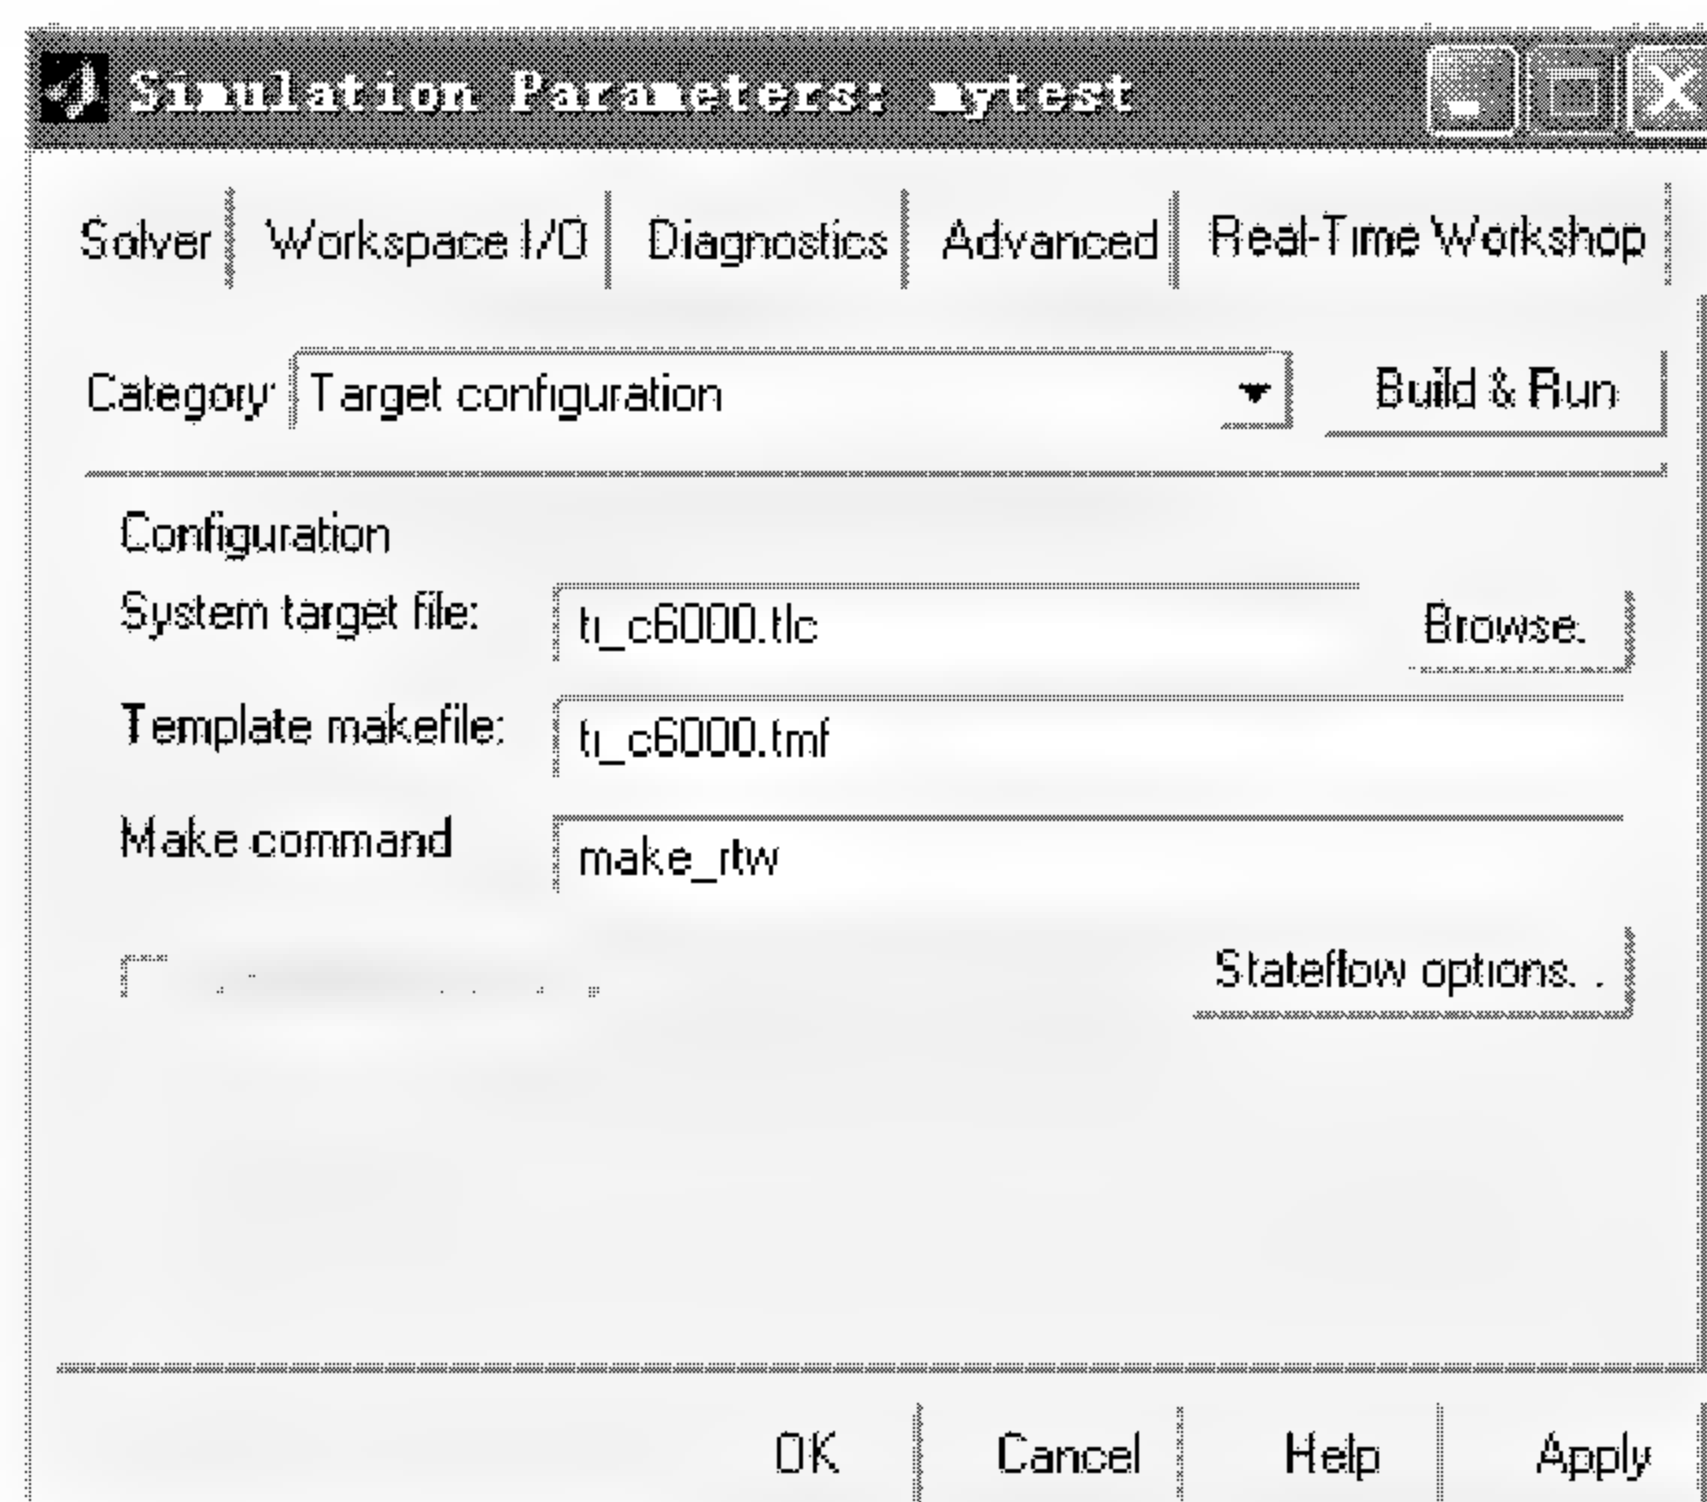 Simulation Parameters: mytest
Solver Workspace I/O Diagnostics Advanced Real-Time Workshop
Category: Target configuration Build & Run
Configuration
System target file: ti_c6000.tlc Browse.
Template makefile: ti_c6000.tmf
Make command make_rtw
Stateflow options. .
OK Cancel Help Apply